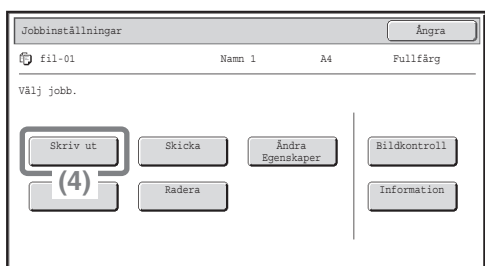 Jobbinställningar
Ångra
fil-01 Namn 1 A4 Fullfärg
Välj jobb.
Skriv ut
Skicka
Ändra
Egenskaper
Bildkontroll
(4)
Radera
Information